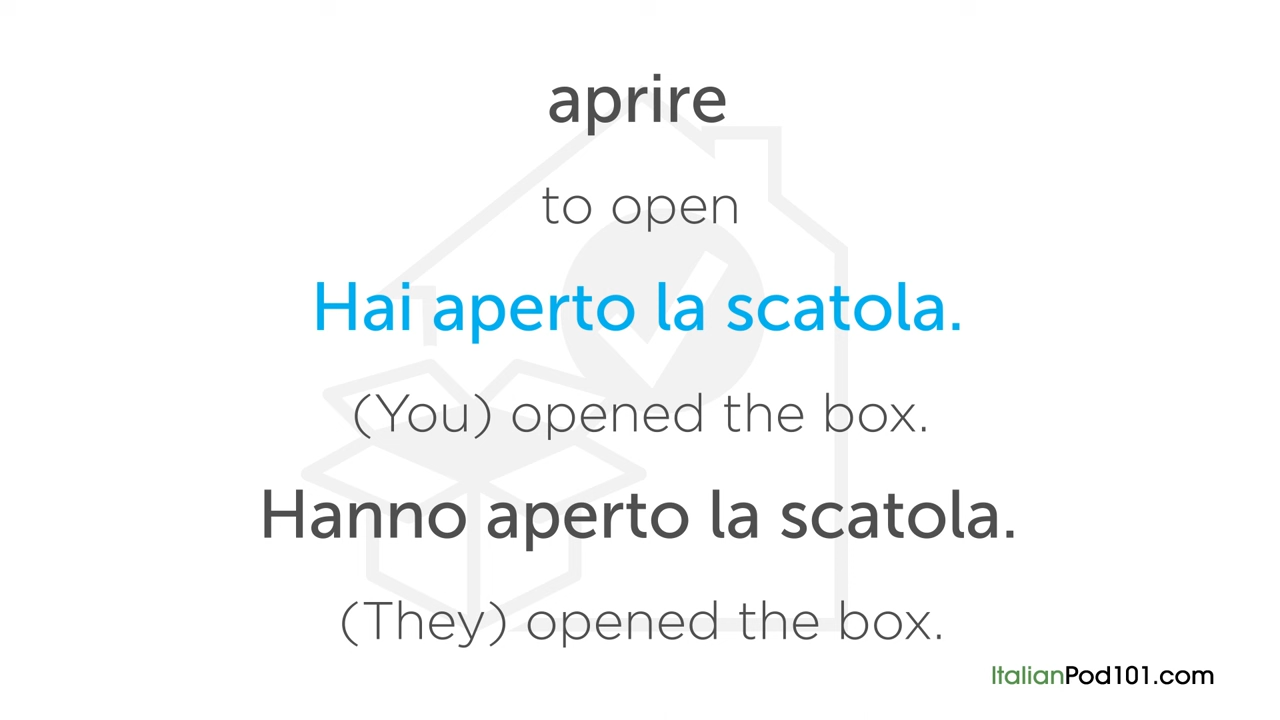 aprire
to open
Hai aperto la scatola.
(You) opened the box.
Hanno aperto la scatola.
(They) opened the box.
ItalianPod101.com